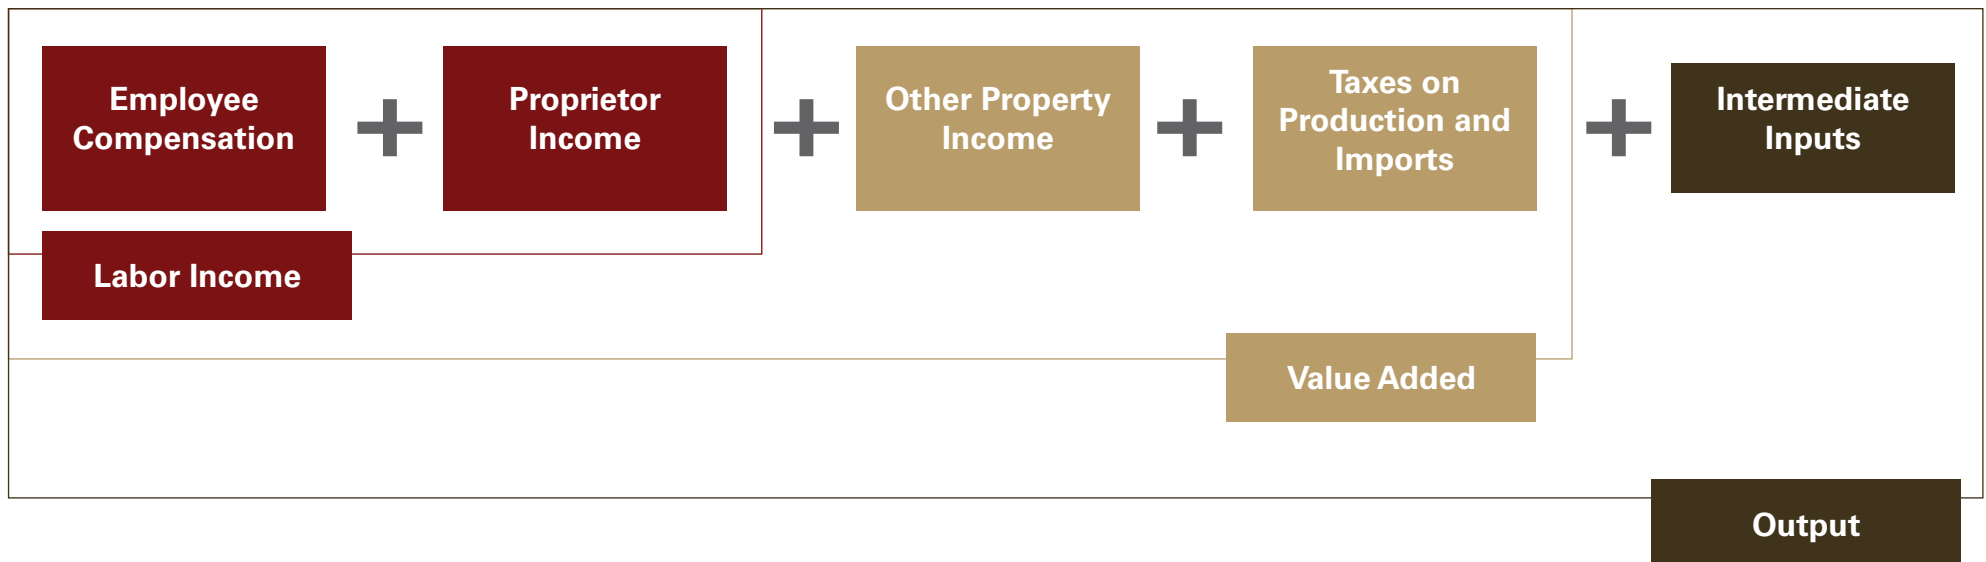 Employee
Compensation
Proprietor
Income
Other Property
Income
Taxes on
Production and
Imports
Intermediate
Inputs
Labor Income
Value Added
Output